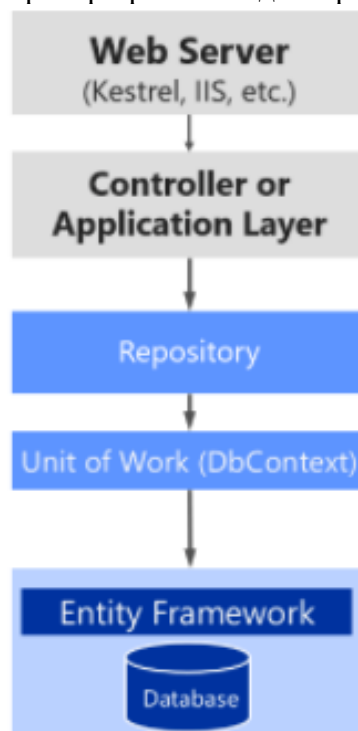 Web Server
(Kestrel, IIS, etc.)
Controller or
Application Layer
Repository
Unit of Work (DbContext)
Entity Framework
Database